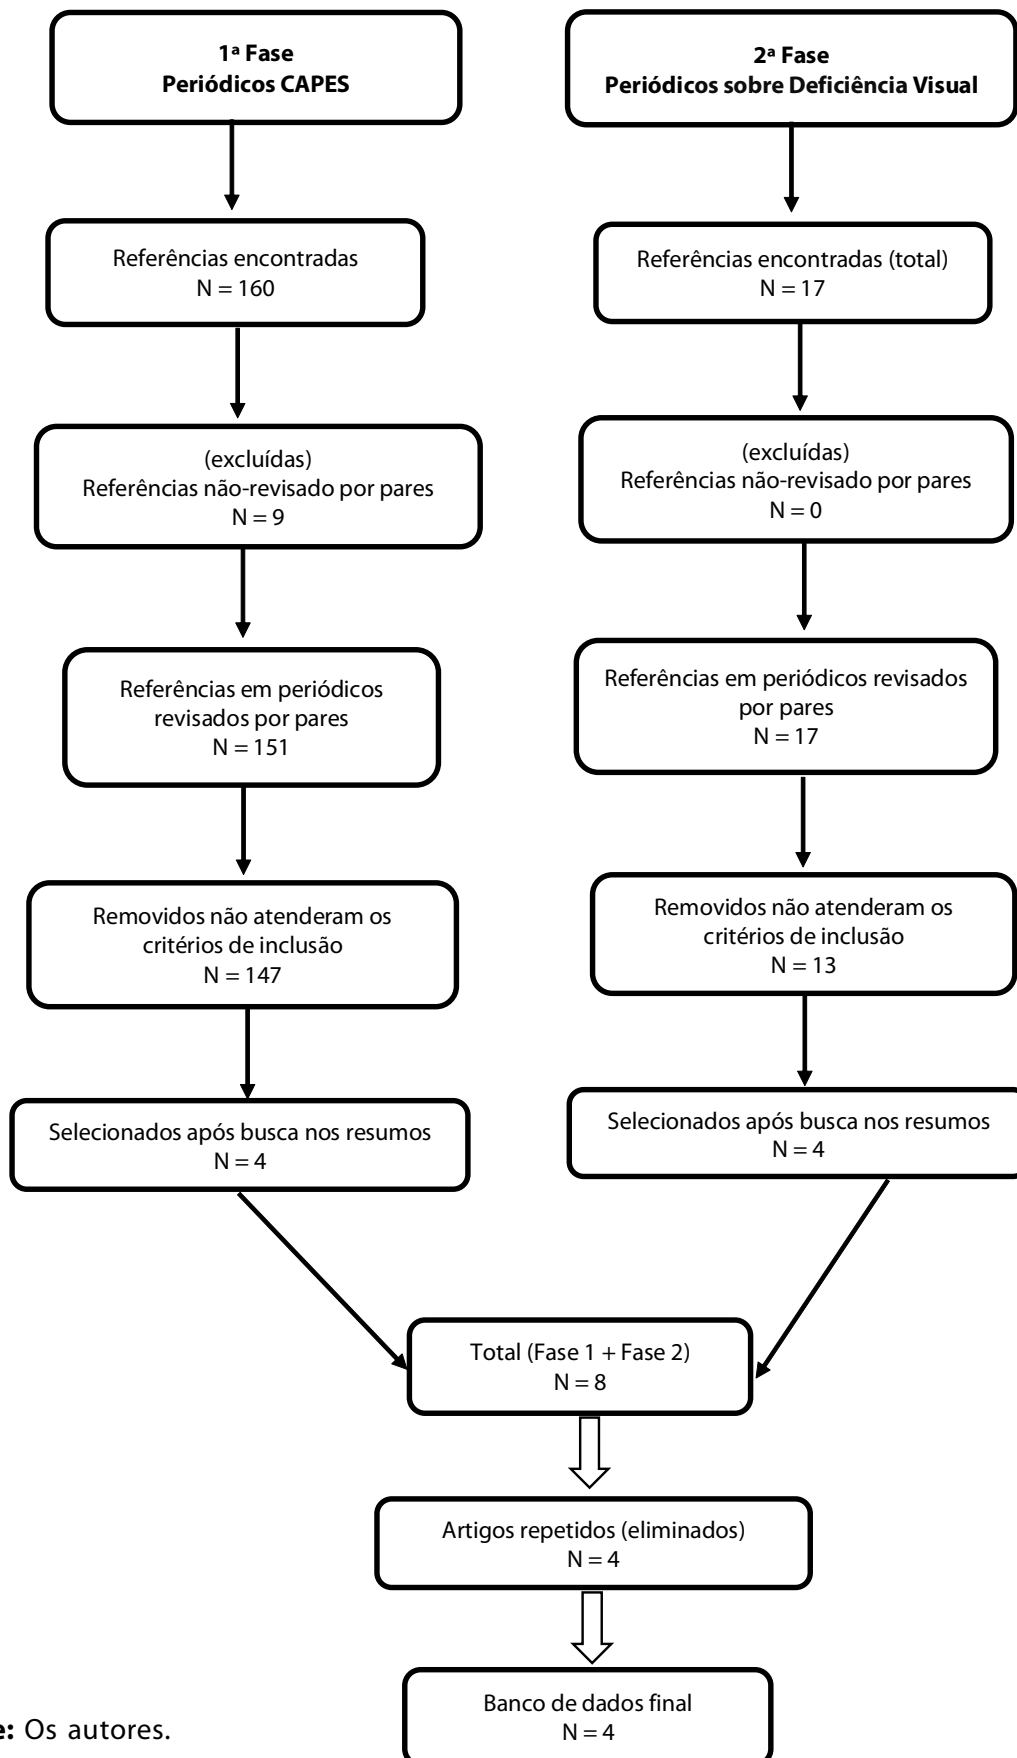 1ª Fase
Periódicos CAPES
Referências encontradas
N = 160
(excluídas)
Referências não-revisado por pares
N = 9
Referências em periódicos
revisados por pares
N = 151
Removidos não atenderam os
critérios de inclusão
N = 147
Selecionados após busca nos resumos
N = 4
2ª Fase
Periódicos sobre Deficiência Visual
Referências encontradas (total)
N = 17
(excluídas)
Referências não-revisado por pares
N = 0
Referências em periódicos revisados
por pares
N = 17
Removidos não atenderam os
critérios de inclusão
N = 13
Selecionados após busca nos resumos
N = 4
Total (Fase 1 + Fase 2)
N = 8
Artigos repetidos (eliminados)
N = 4
Banco de dados final
N = 4
e: Os autores.